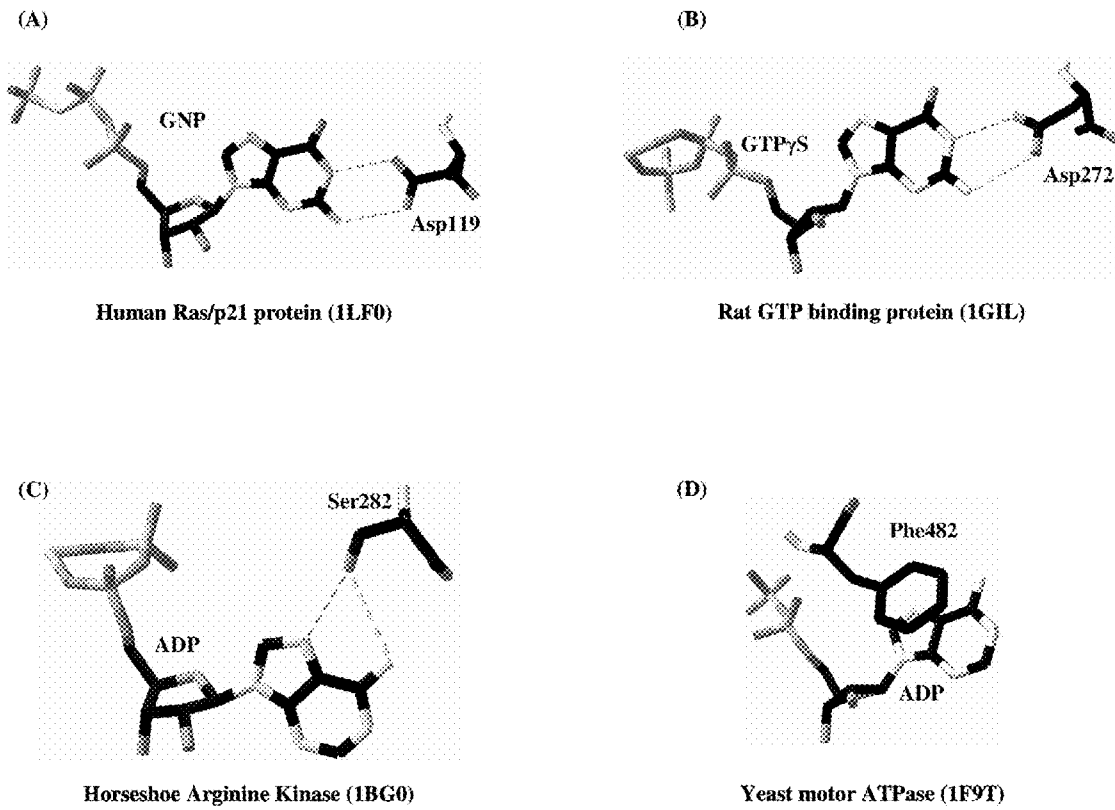 (A)
(B)
GNP
Asp119
GTPγS
Asp272
Human Ras/p21 protein (1LF0)
Rat GTP binding protein (1GIL)
(C)
(D)
Ser282
ADP
Phe482
ADP
Horseshoe Arginine Kinase (1BG0)
Yeast motor ATPase (1F9T)